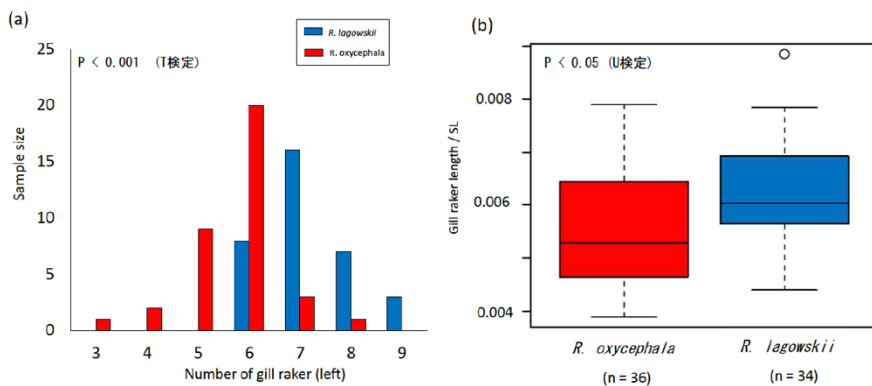 (a)
R. lagowskii
R. oxycephala
P < 0.001 (T検定)
Sample size
25
20
15
10
5
0
3 4 5 6 7 8 9
Number of gill raker (left)
(b)
P < 0.05 (U検定)
Gill raker length / SL
0.008
0.006
0.004
R. oxycephala R. lagowskii
(n = 36) (n = 34)